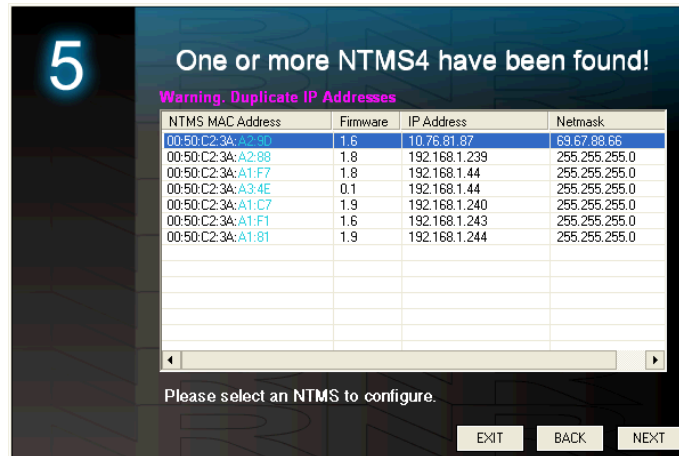 5
One or more NTMS4 have been found!
Warning. Duplicate IP Addresses
NTMS MAC Address Firmware IP Address Netmask
00:50:C2:3A:A2:9D 1.6 10.76.81.87 69.67.88.66
00:50:C2:3A:A2:88 1.8 192.168.1.239 255.255.255.0
00:50:C2:3A:A1:F7 1.8 192.168.1.44 255.255.255.0
00:50:C2:3A:A3:4E 0.1 192.168.1.44 255.255.255.0
00:50:C2:3A:A1:C7 1.9 192.168.1.240 255.255.255.0
00:50:C2:3A:A1:F1 1.6 192.168.1.243 255.255.255.0
00:50:C2:3A:A1:81 1.9 192.168.1.244 255.255.255.0
Please select an NTMS to configure.
EXIT BACK NEXT